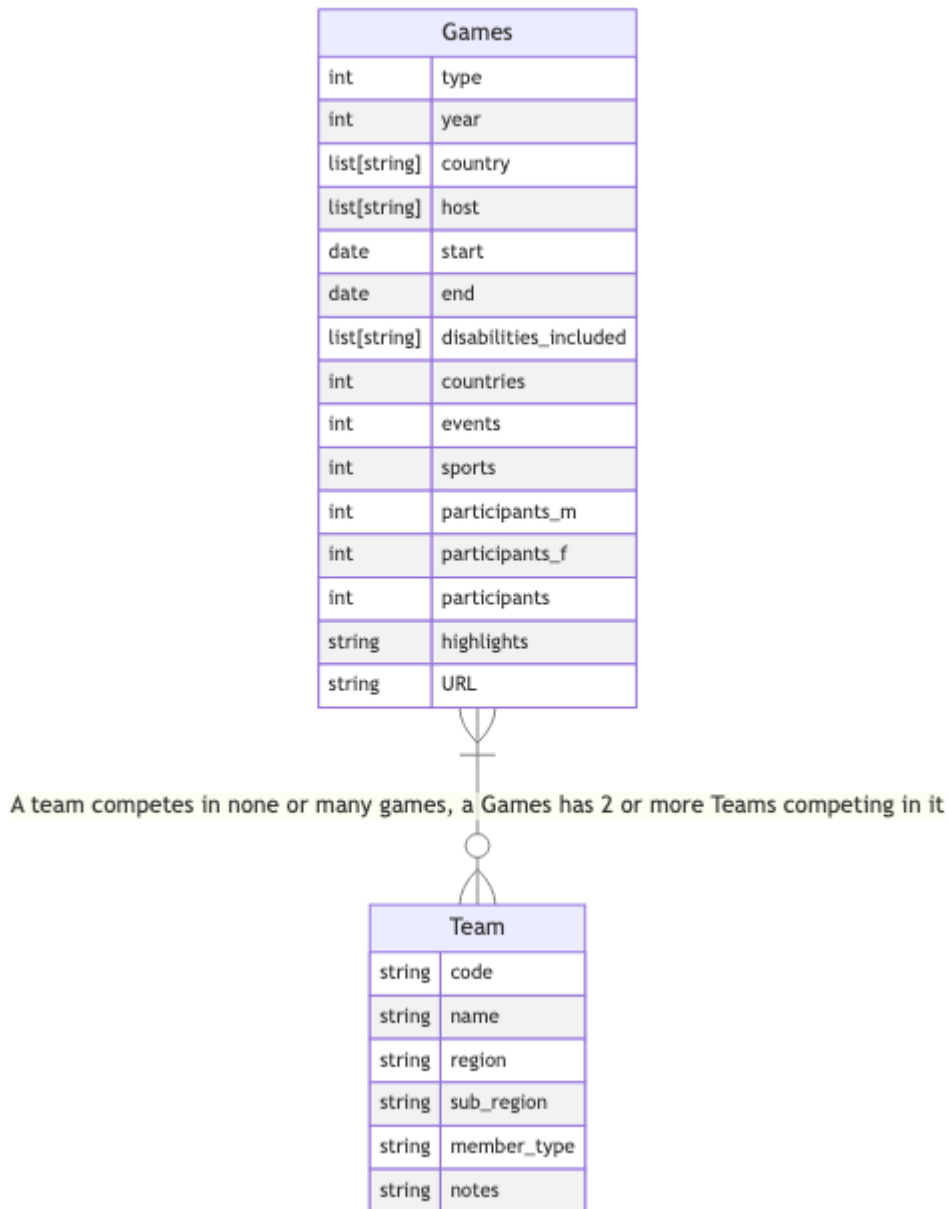 Games
int type
int year
list[string] country
list[string] host
date start
date end
list[string] disabilities_included
int countries
int events
int sports
int participants_m
int participants_f
int participants
string highlights
string URL
A team competes in none or many games, a Games has 2 or more Teams competing in it
Team
string code
string name
string region
string sub_region
string member_type
string notes